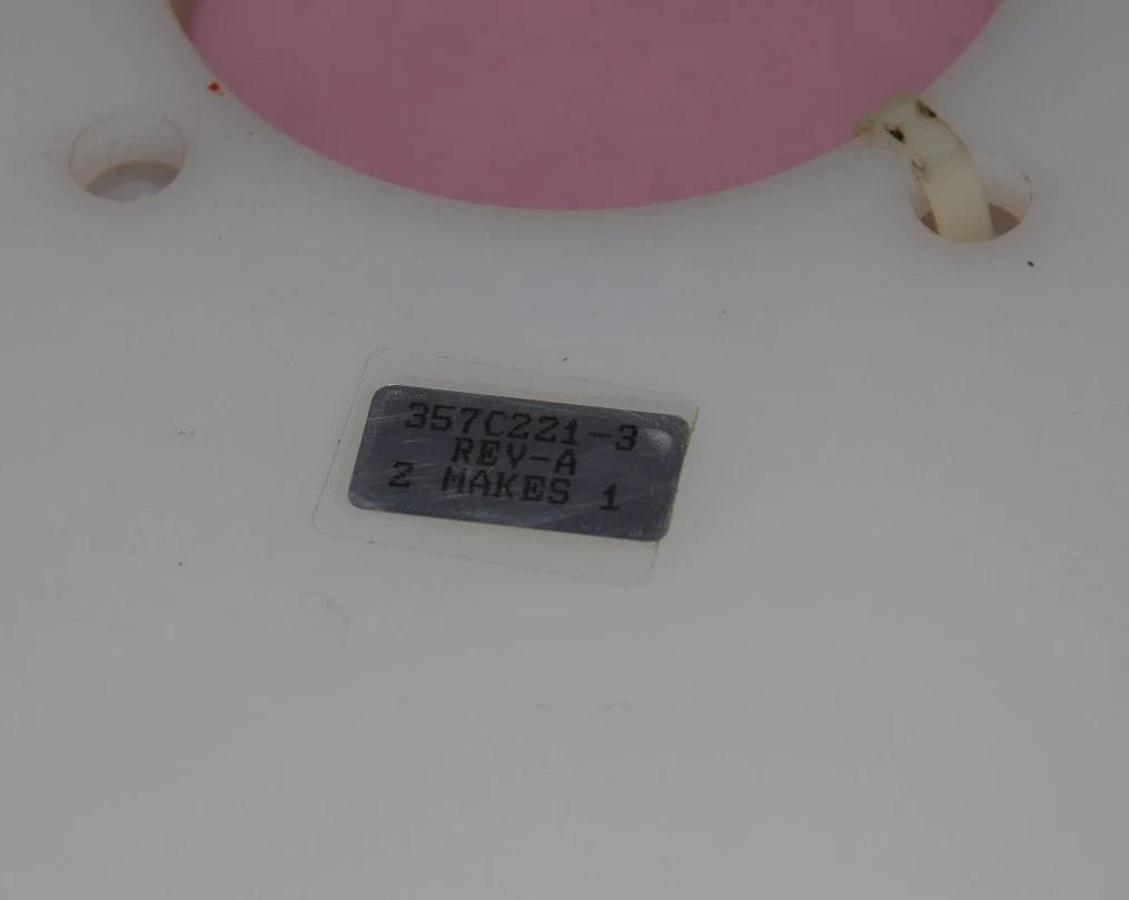 357C221-3
REV-A
2 MAKES 1